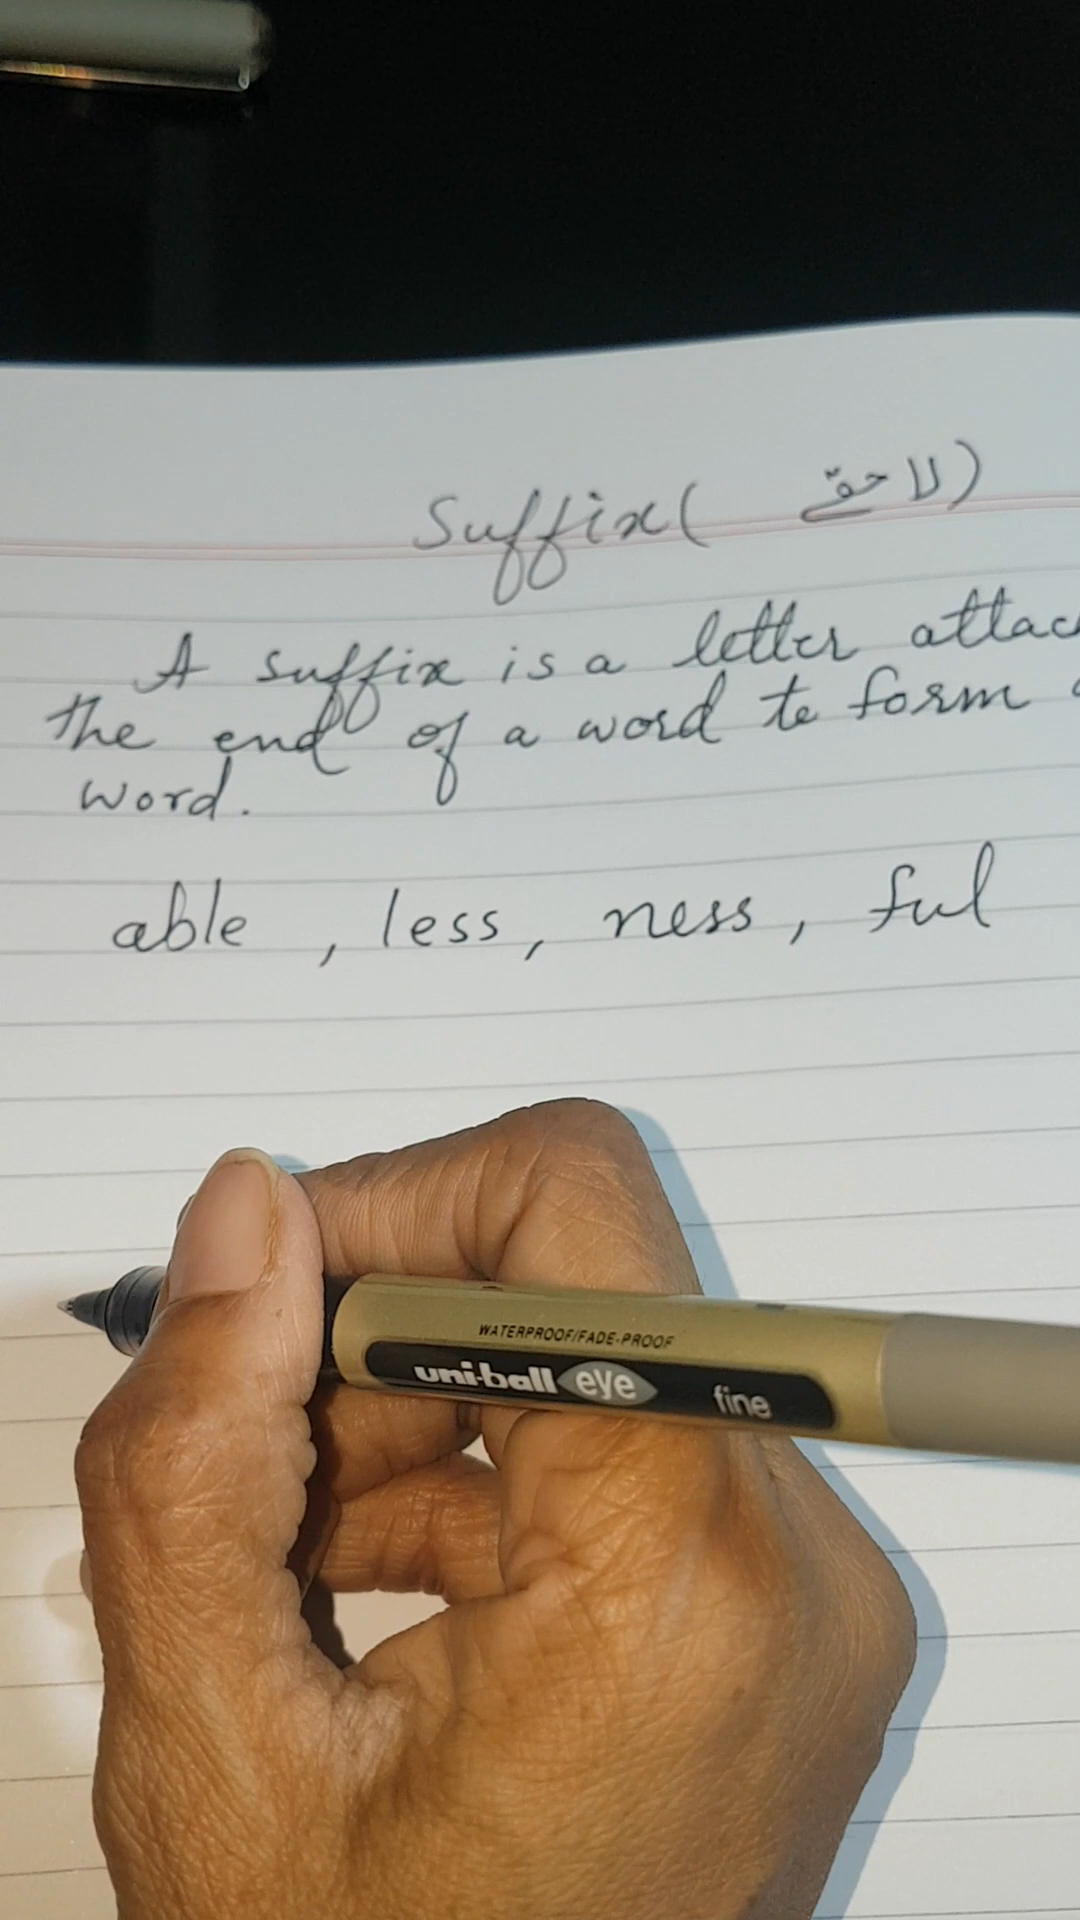 Suffix( لاحقے)
A suffix is a letter attac
the end of a word to form
word.
able , less, ness, ful
WATERPROOF/FADE-PROOF
uni-ball eye fine